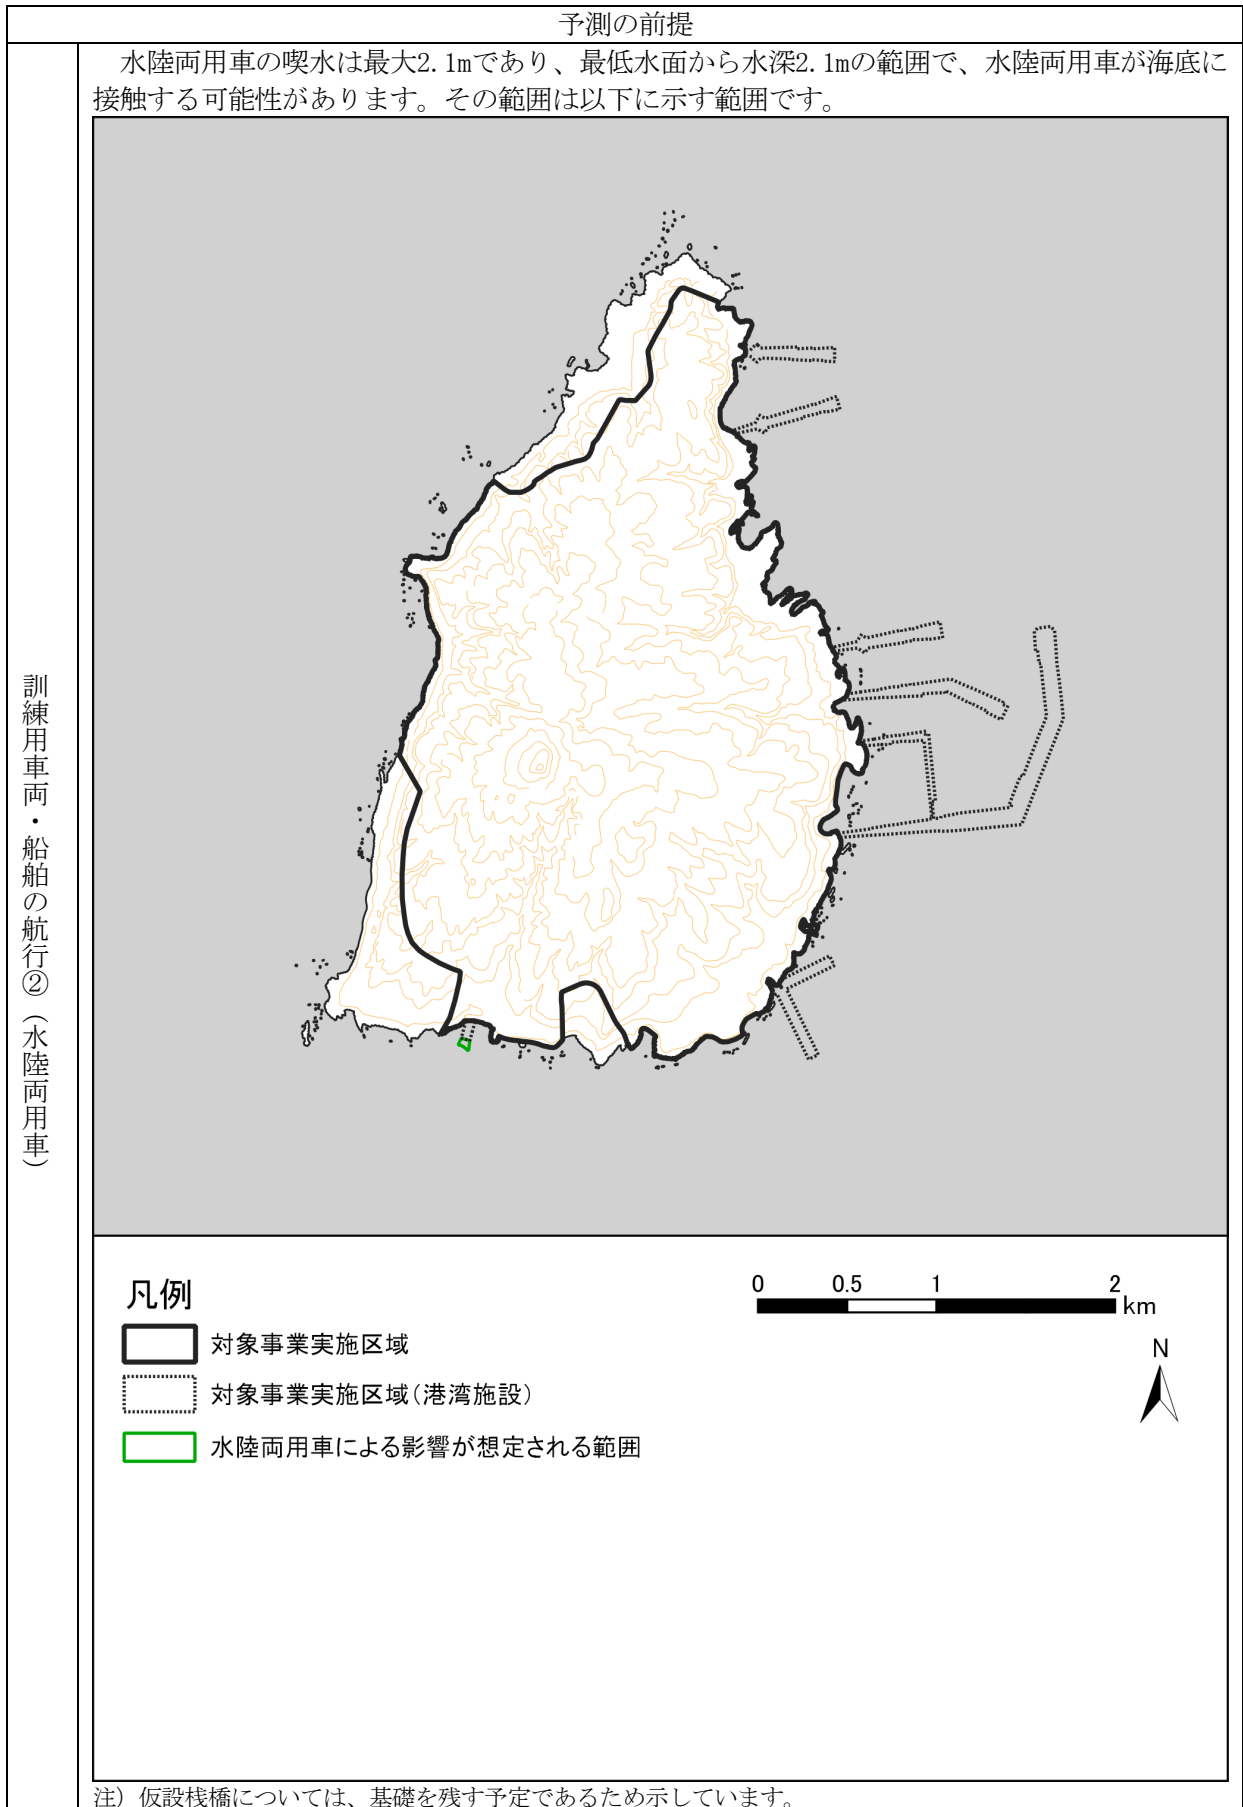 予測の前提
訓練用車両・船舶の航行②（水陸両用車）
水陸両用車の喫水は最大2.1mであり、最低水面から水深2.1mの範囲で、水陸両用車が海底に
接触する可能性があります。その範囲は以下に示す範囲です。
凡例
対象事業実施区域
対象事業実施区域（港湾施設）
水陸両用車による影響が想定される範囲
0 0.5 1 2
km
N
注）仮設桟橋については、基礎を残す予定であるため示しています。